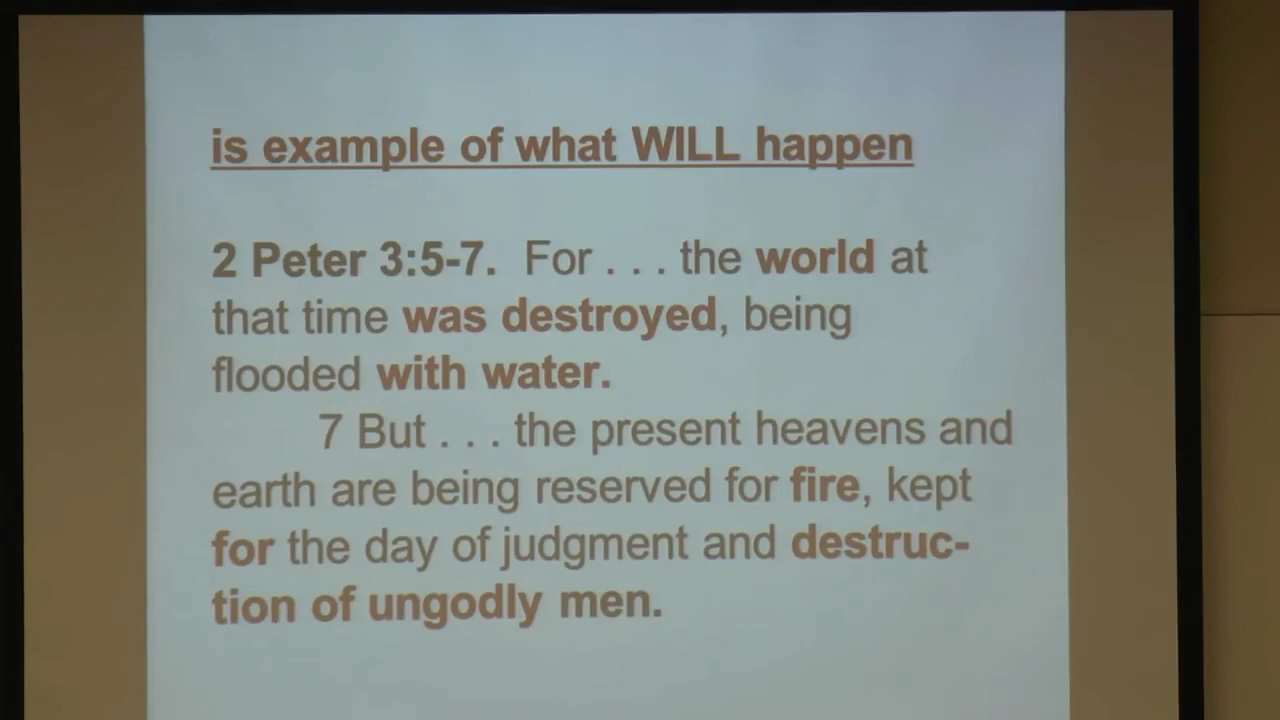 is example of what WILL happen
2 Peter 3:5-7. For . . . the world at
that time was destroyed, being
flooded with water.
7 But . . . the present heavens and
earth are being reserved for fire, kept
for the day of judgment and destruc-
tion of ungodly men.